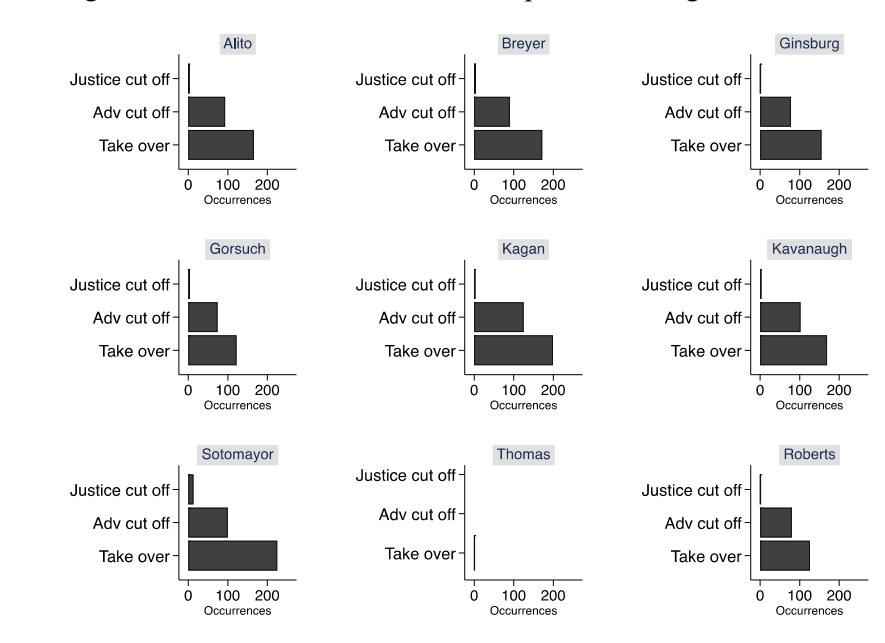 Alito
Breyer
Ginsburg
Justice cut off
Adv cut off
Take over
0 100 200
Occurrences
Justice cut off
Adv cut off
Take over
0 100 200
Occurrences
Justice cut off
Adv cut off
Take over
0 100 200
Occurrences
Gorsuch
Kagan
Kavanaugh
Justice cut off
Adv cut off
Take over
0 100 200
Occurrences
Justice cut off
Adv cut off
Take over
0 100 200
Occurrences
Justice cut off
Adv cut off
Take over
0 100 200
Occurrences
Sotomayor
Thomas
Roberts
Justice cut off
Adv cut off
Take over
0 100 200
Occurrences
Justice cut off
Adv cut off
Take over
0 100 200
Occurrences
Justice cut off
Adv cut off
Take over
0 100 200
Occurrences